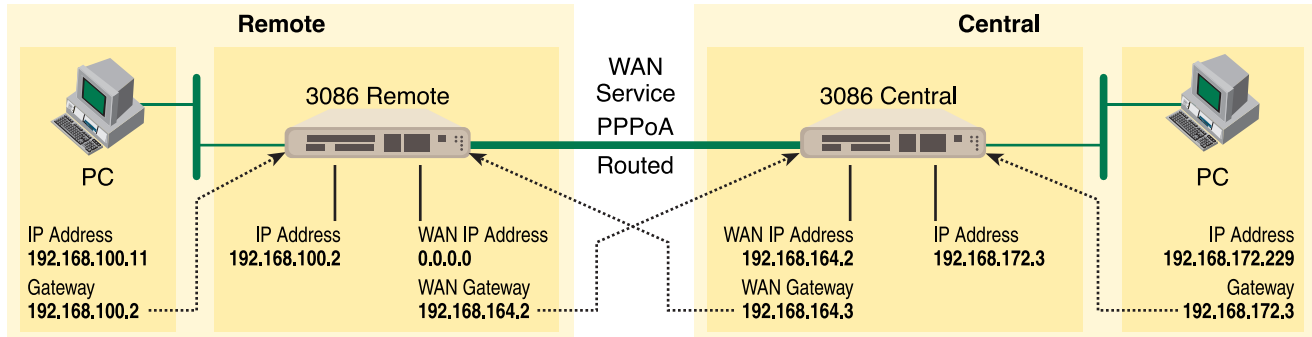 Remote
Central
3086 Remote
WAN
Service
PPPoA
Routed
3086 Central
PC
PC
IP Address
192.168.100.11
Gateway
192.168.100.2
IP Address
192.168.100.2
WAN IP Address
0.0.0.0
WAN Gateway
192.168.164.2
WAN IP Address
192.168.164.2
WAN Gateway
192.168.164.3
IP Address
192.168.172.3
IP Address
192.168.172.229
Gateway
192.168.172.3